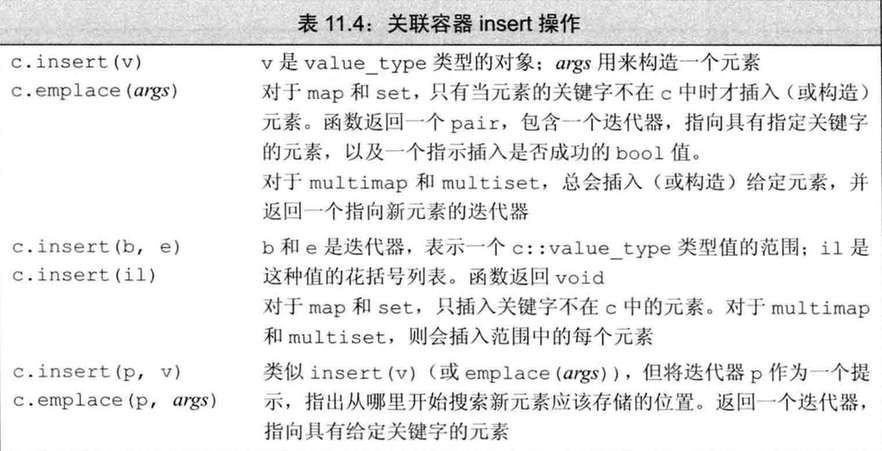 表 11.4：关联容器 insert 操作
c.insert(v) v 是 value_type 类型的对象；args 用来构造一个元素
c.emplace(args) 对于 map 和 set，只有当元素的关键字不在 c 中时才插入（或构造）
元素。函数返回一个 pair，包含一个迭代器，指向具有指定关键字
的元素，以及一个指示插入是否成功的 bool 值。
对于 multimap 和 multiset，总会插入（或构造）给定元素，并
返回一个指向新元素的迭代器
c.insert(b, e) b 和 e 是迭代器，表示一个 c::value_type 类型值的范围；il 是
c.insert(il) 这种值的花括号列表。函数返回 void
对于 map 和 set，只插入关键字不在 c 中的元素。对于 multimap
和 multiset，则会插入范围中的每个元素
c.insert(p, v) 类似 insert(v)（或 emplace(args)），但将迭代器 p 作为一个提
c.emplace(p, args) 示，指出从哪里开始搜索新元素应该存储的位置。返回一个迭代器，
指向具有给定关键字的元素